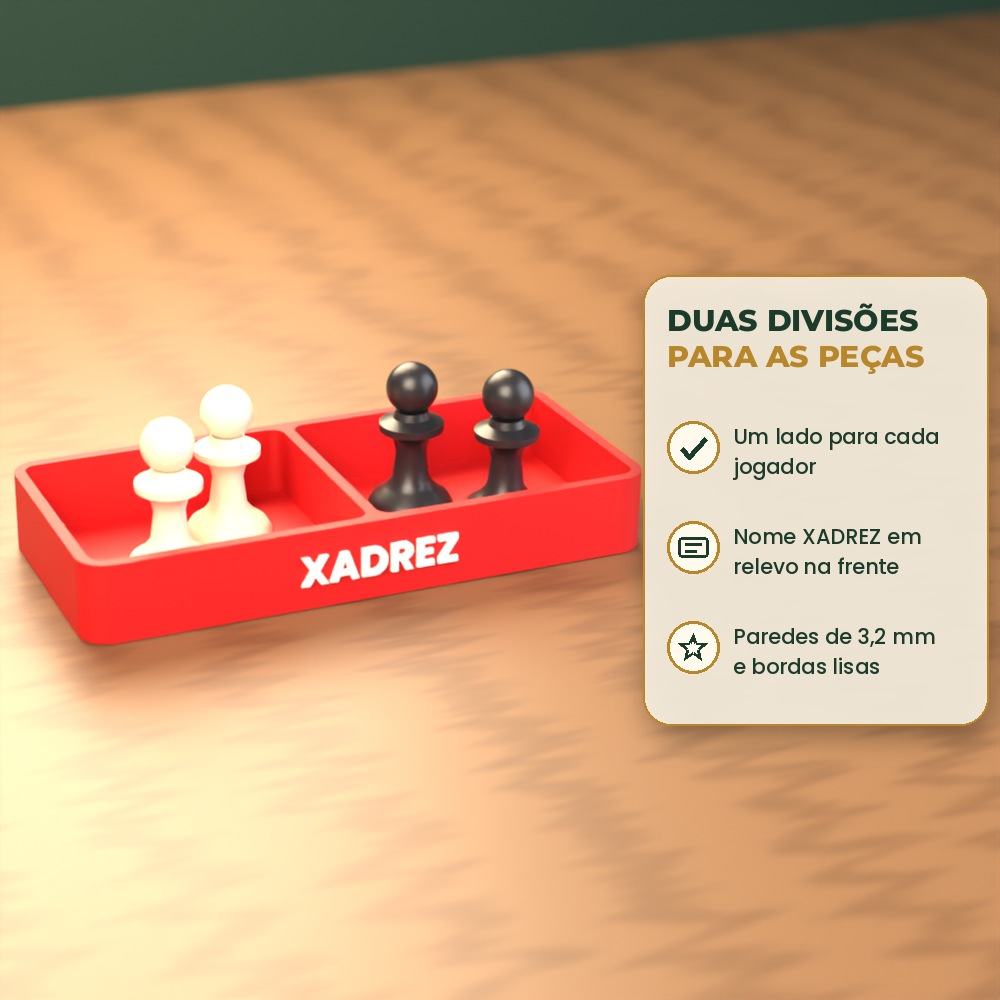 XADREZ
DUAS DIVISÕES
PARA AS PEÇAS
Um lado para cada
jogador
Nome XADREZ em
relevo na frente
Paredes de 3,2 mm
e bordas lisas